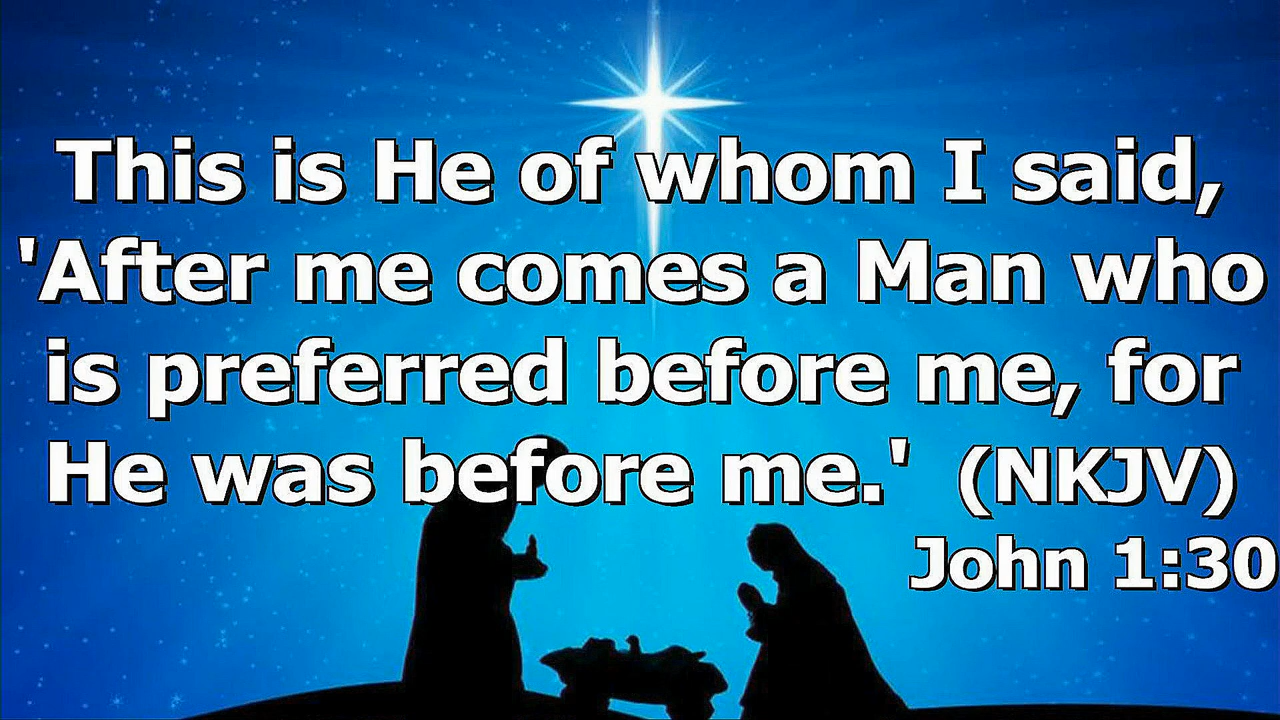 This is He of whom I said,
'After me comes a Man who
is preferred before me, for
He was before me.' (NKJV)
John 1:30